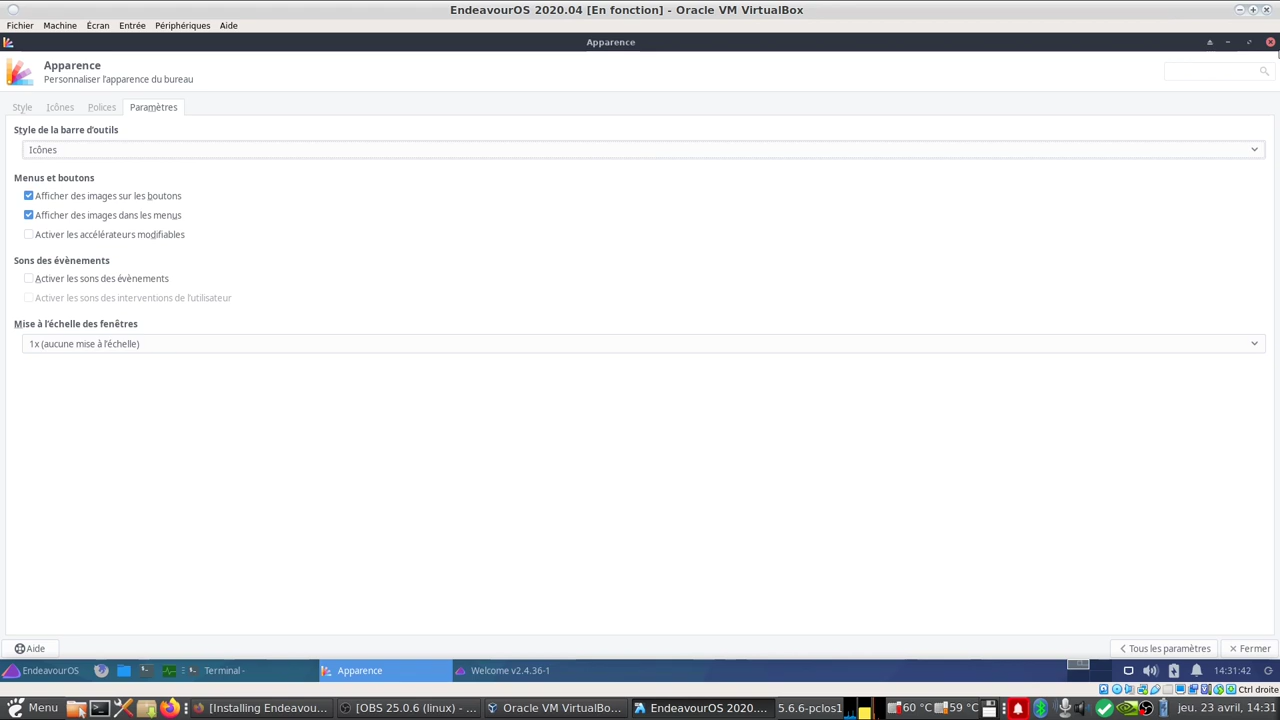 EndeavourOS 2020.04 [En fonction] - Oracle VM VirtualBox
Fichier Machine Écran Entrée Périphériques Aide
Apparence
Apparence
Personnaliser l'apparence du bureau
Style Icônes Polices Paramètres
Style de la barre d'outils
Icônes
Menus et boutons
Afficher des images sur les boutons
Afficher des images dans les menus
Activer les accélérateurs modifiables
Sons des évènements
Activer les sons des évènements
Activer les sons des interventions de l'utilisateur
Mise à l'échelle des fenêtres
1x (aucune mise à l'échelle)
Aide Tous les paramètres Fermer
EndeavourOS Terminal - Apparence Welcome v2.4.36-1 14:31:42
Ctrl droite
Menu [Installing Endeavou... [OBS 25.0.6 (linux) - ... Oracle VM VirtualBo... EndeavourOS 2020.... 5.6.6-pclos1 60 °C 59 °C jeu. 23 avril, 14:31